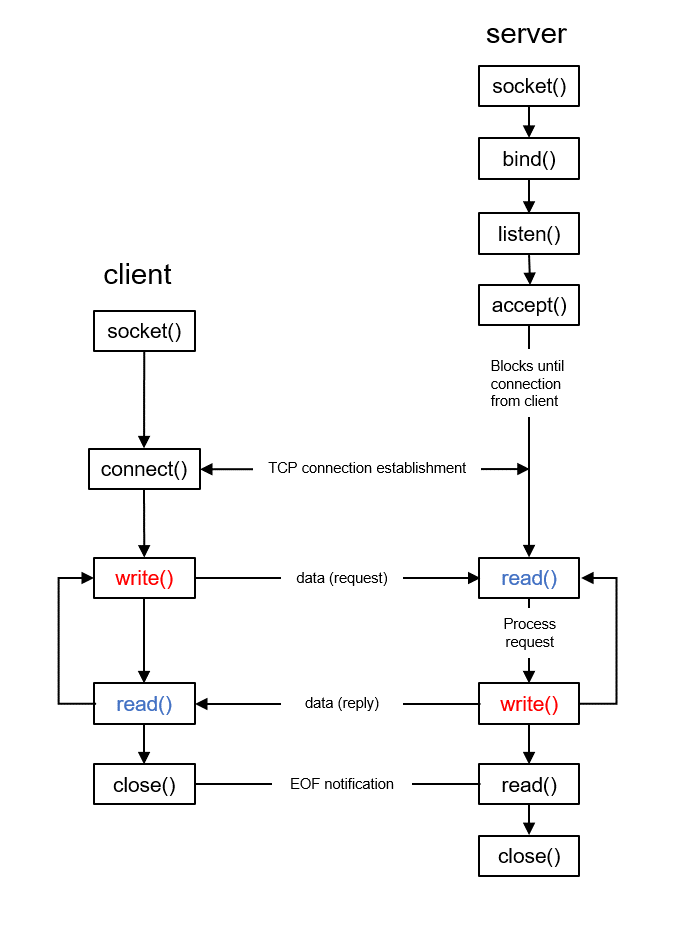 server
socket()
bind()
listen()
client
accept()
socket()
Blocks until
connection
from client
connect()
TCP connection establishment
write()
data (request)
read()
Process
request
read()
data (reply)
write()
close()
EOF notification
read()
close()